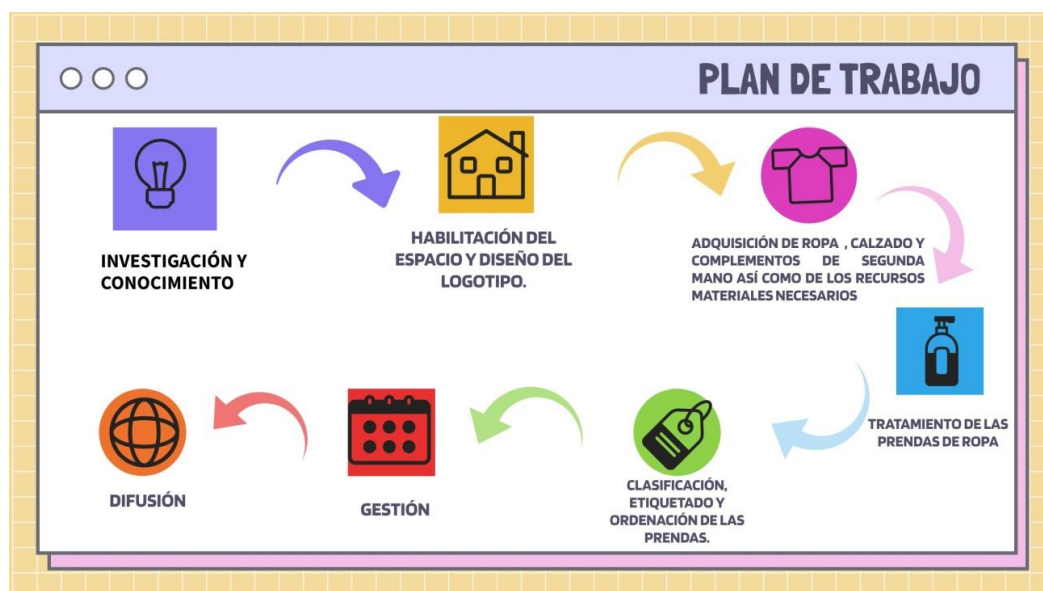 PLAN DE TRABAJO
INVESTIGACIÓN Y
CONOCIMIENTO
HABILITACIÓN DEL
ESPACIO Y DISEÑO DEL
LOGOTIPO.
ADQUISICIÓN DE ROPA , CALZADO Y
COMPLEMENTOS DE SEGUNDA
MANO ASÍ COMO DE LOS RECURSOS
MATERIALES NECESARIOS
TRATAMIENTO DE LAS
PRENDAS DE ROPA
CLASIFICACIÓN,
ETIQUETADO Y
ORDENACIÓN DE LAS
PRENDAS.
GESTIÓN
DIFUSIÓN